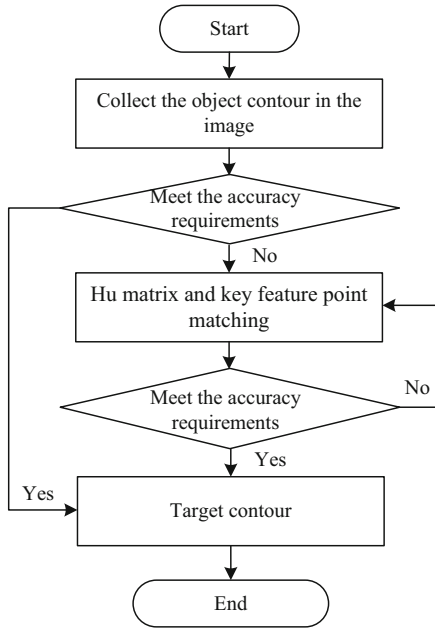 Start
Collect the object contour in the
image
Meet the accuracy
requirements
No
Hu matrix and key feature point
matching
Meet the accuracy
requirements
No
Yes
Yes
Target contour
End